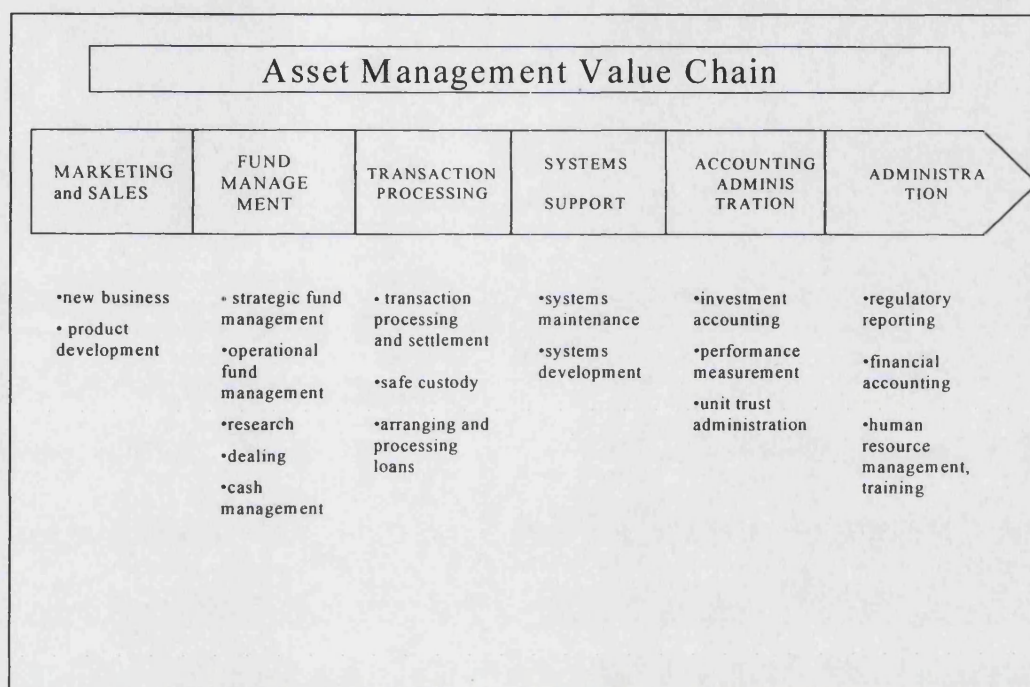 Asset Management Value Chain
MARKETING
and SALES
FUND
MANAGE
MENT
TRANSACTION
PROCESSING
SYSTEMS
SUPPORT
ACCOUNTING
ADMINIS
TRATION
ADMINISTRA
TION
•new business
• product
development
• strategic fund
management
•operational
fund
management
•research
•dealing
•cash
management
• transaction
processing
and settlement
•safe custody
•arranging and
processing
loans
•systems
maintenance
•systems
development
•investment
accounting
•performance
measurement
•unit trust
administration
•regulatory
reporting
•financial
accounting
•human
resource
management,
training